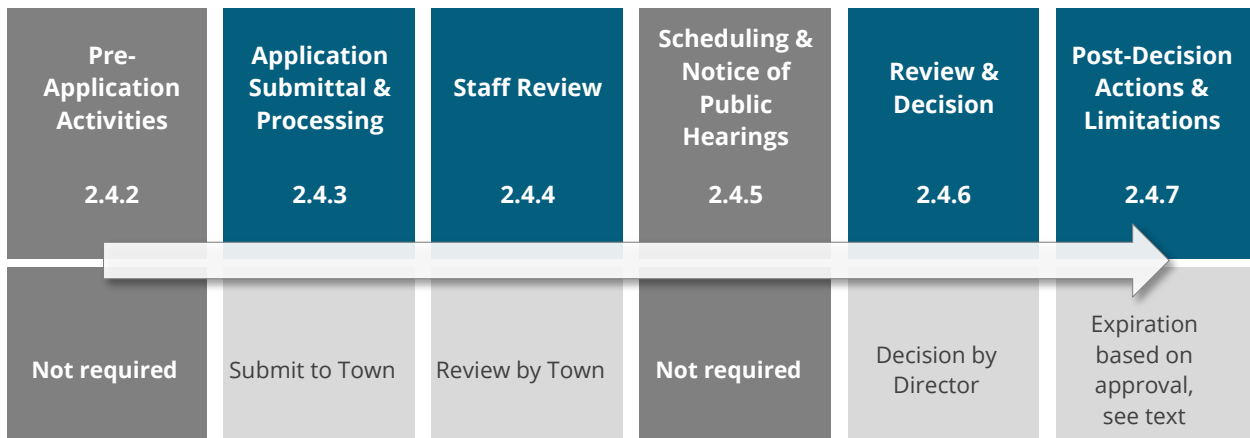 Pre-
Application
Activities
2.4.2
Application
Submittal &
Processing
2.4.3
Staff Review
2.4.4
Scheduling &
Notice of
Public
Hearings
2.4.5
Review &
Decision
2.4.6
Post-Decision
Actions &
Limitations
2.4.7
Not required
Submit to Town
Review by Town
Not required
Decision by
Director
Expiration
based on
approval,
see text